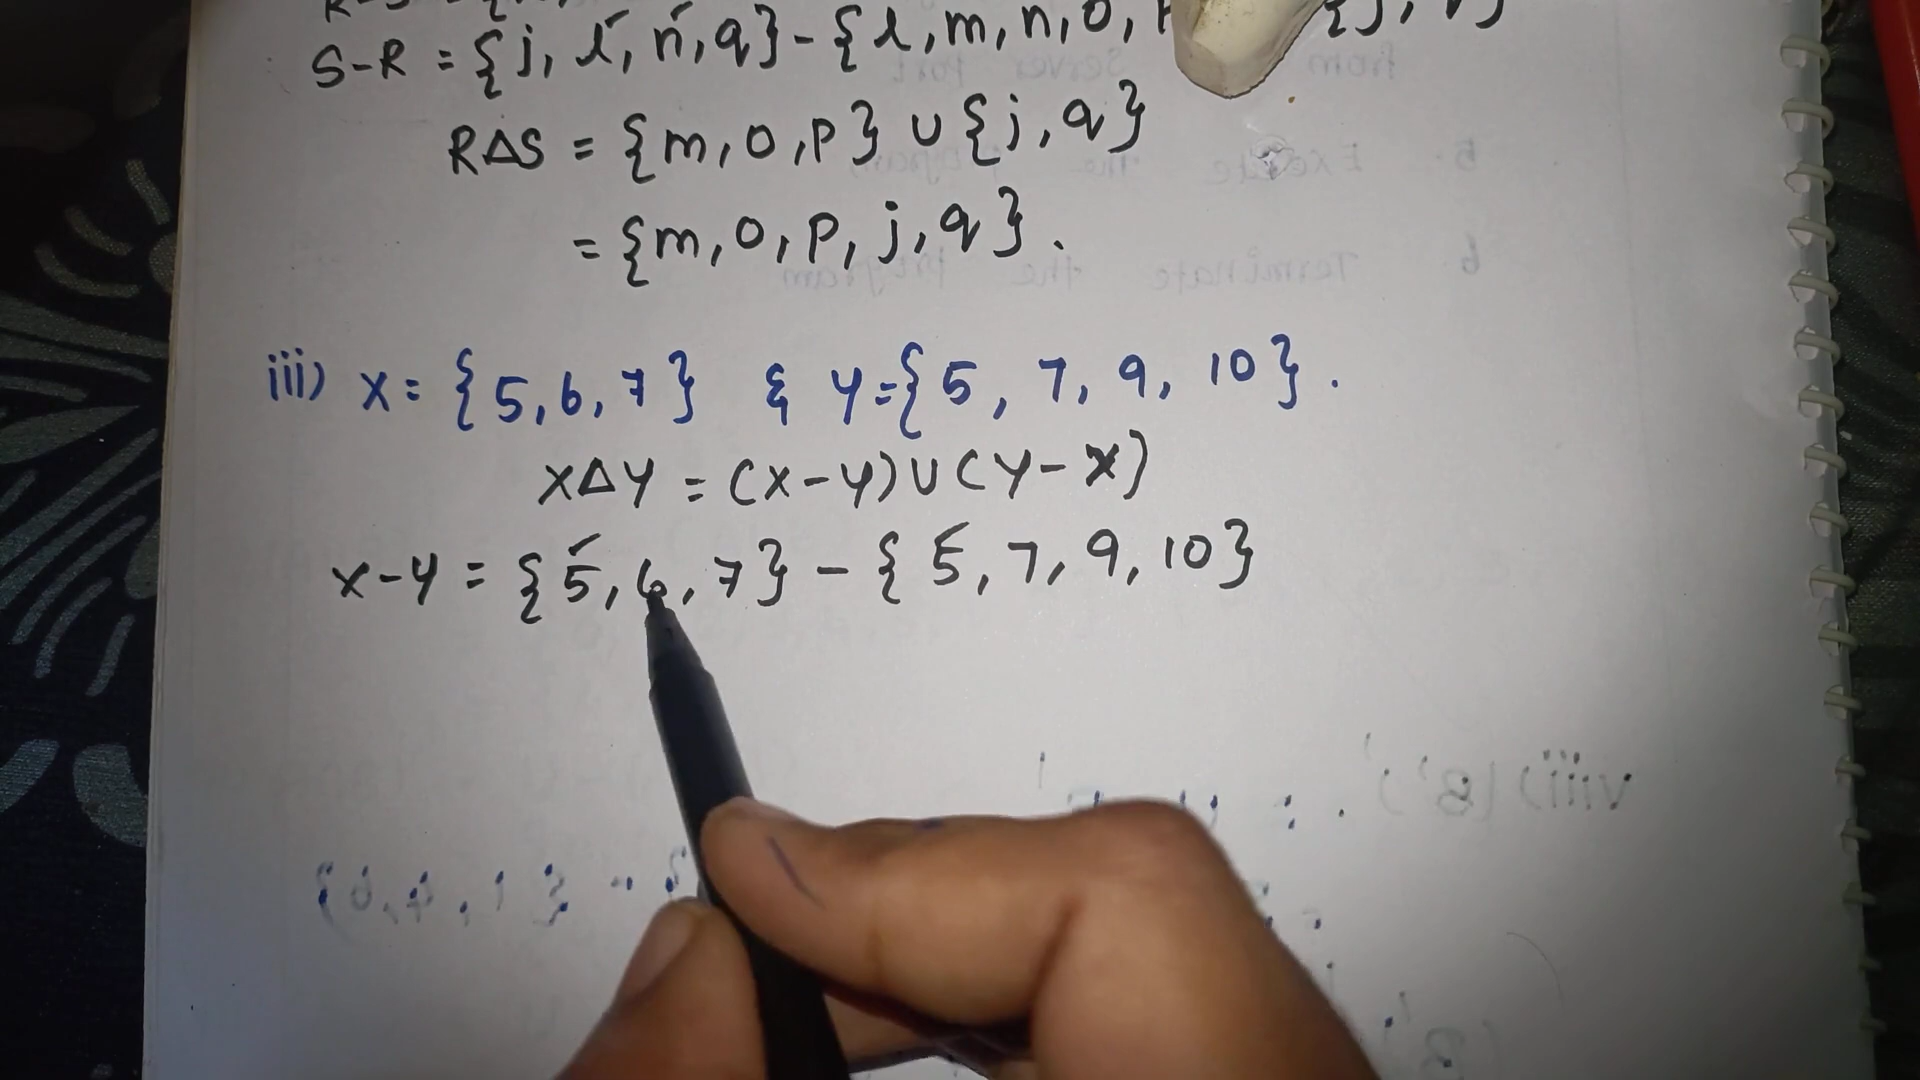 S-R = {j, l, n, q} - {l, m, n, o, {j,
RΔS = {m, o, p} ∪ {j, q}
= {m, o, p, j, q}.
iii) X = {5, 6, 7} & Y = {5, 7, 9, 10}.
XΔY = (X-Y) ∪ (Y-X)
X-Y = {5, 6, 7} - {5, 7, 9, 10}